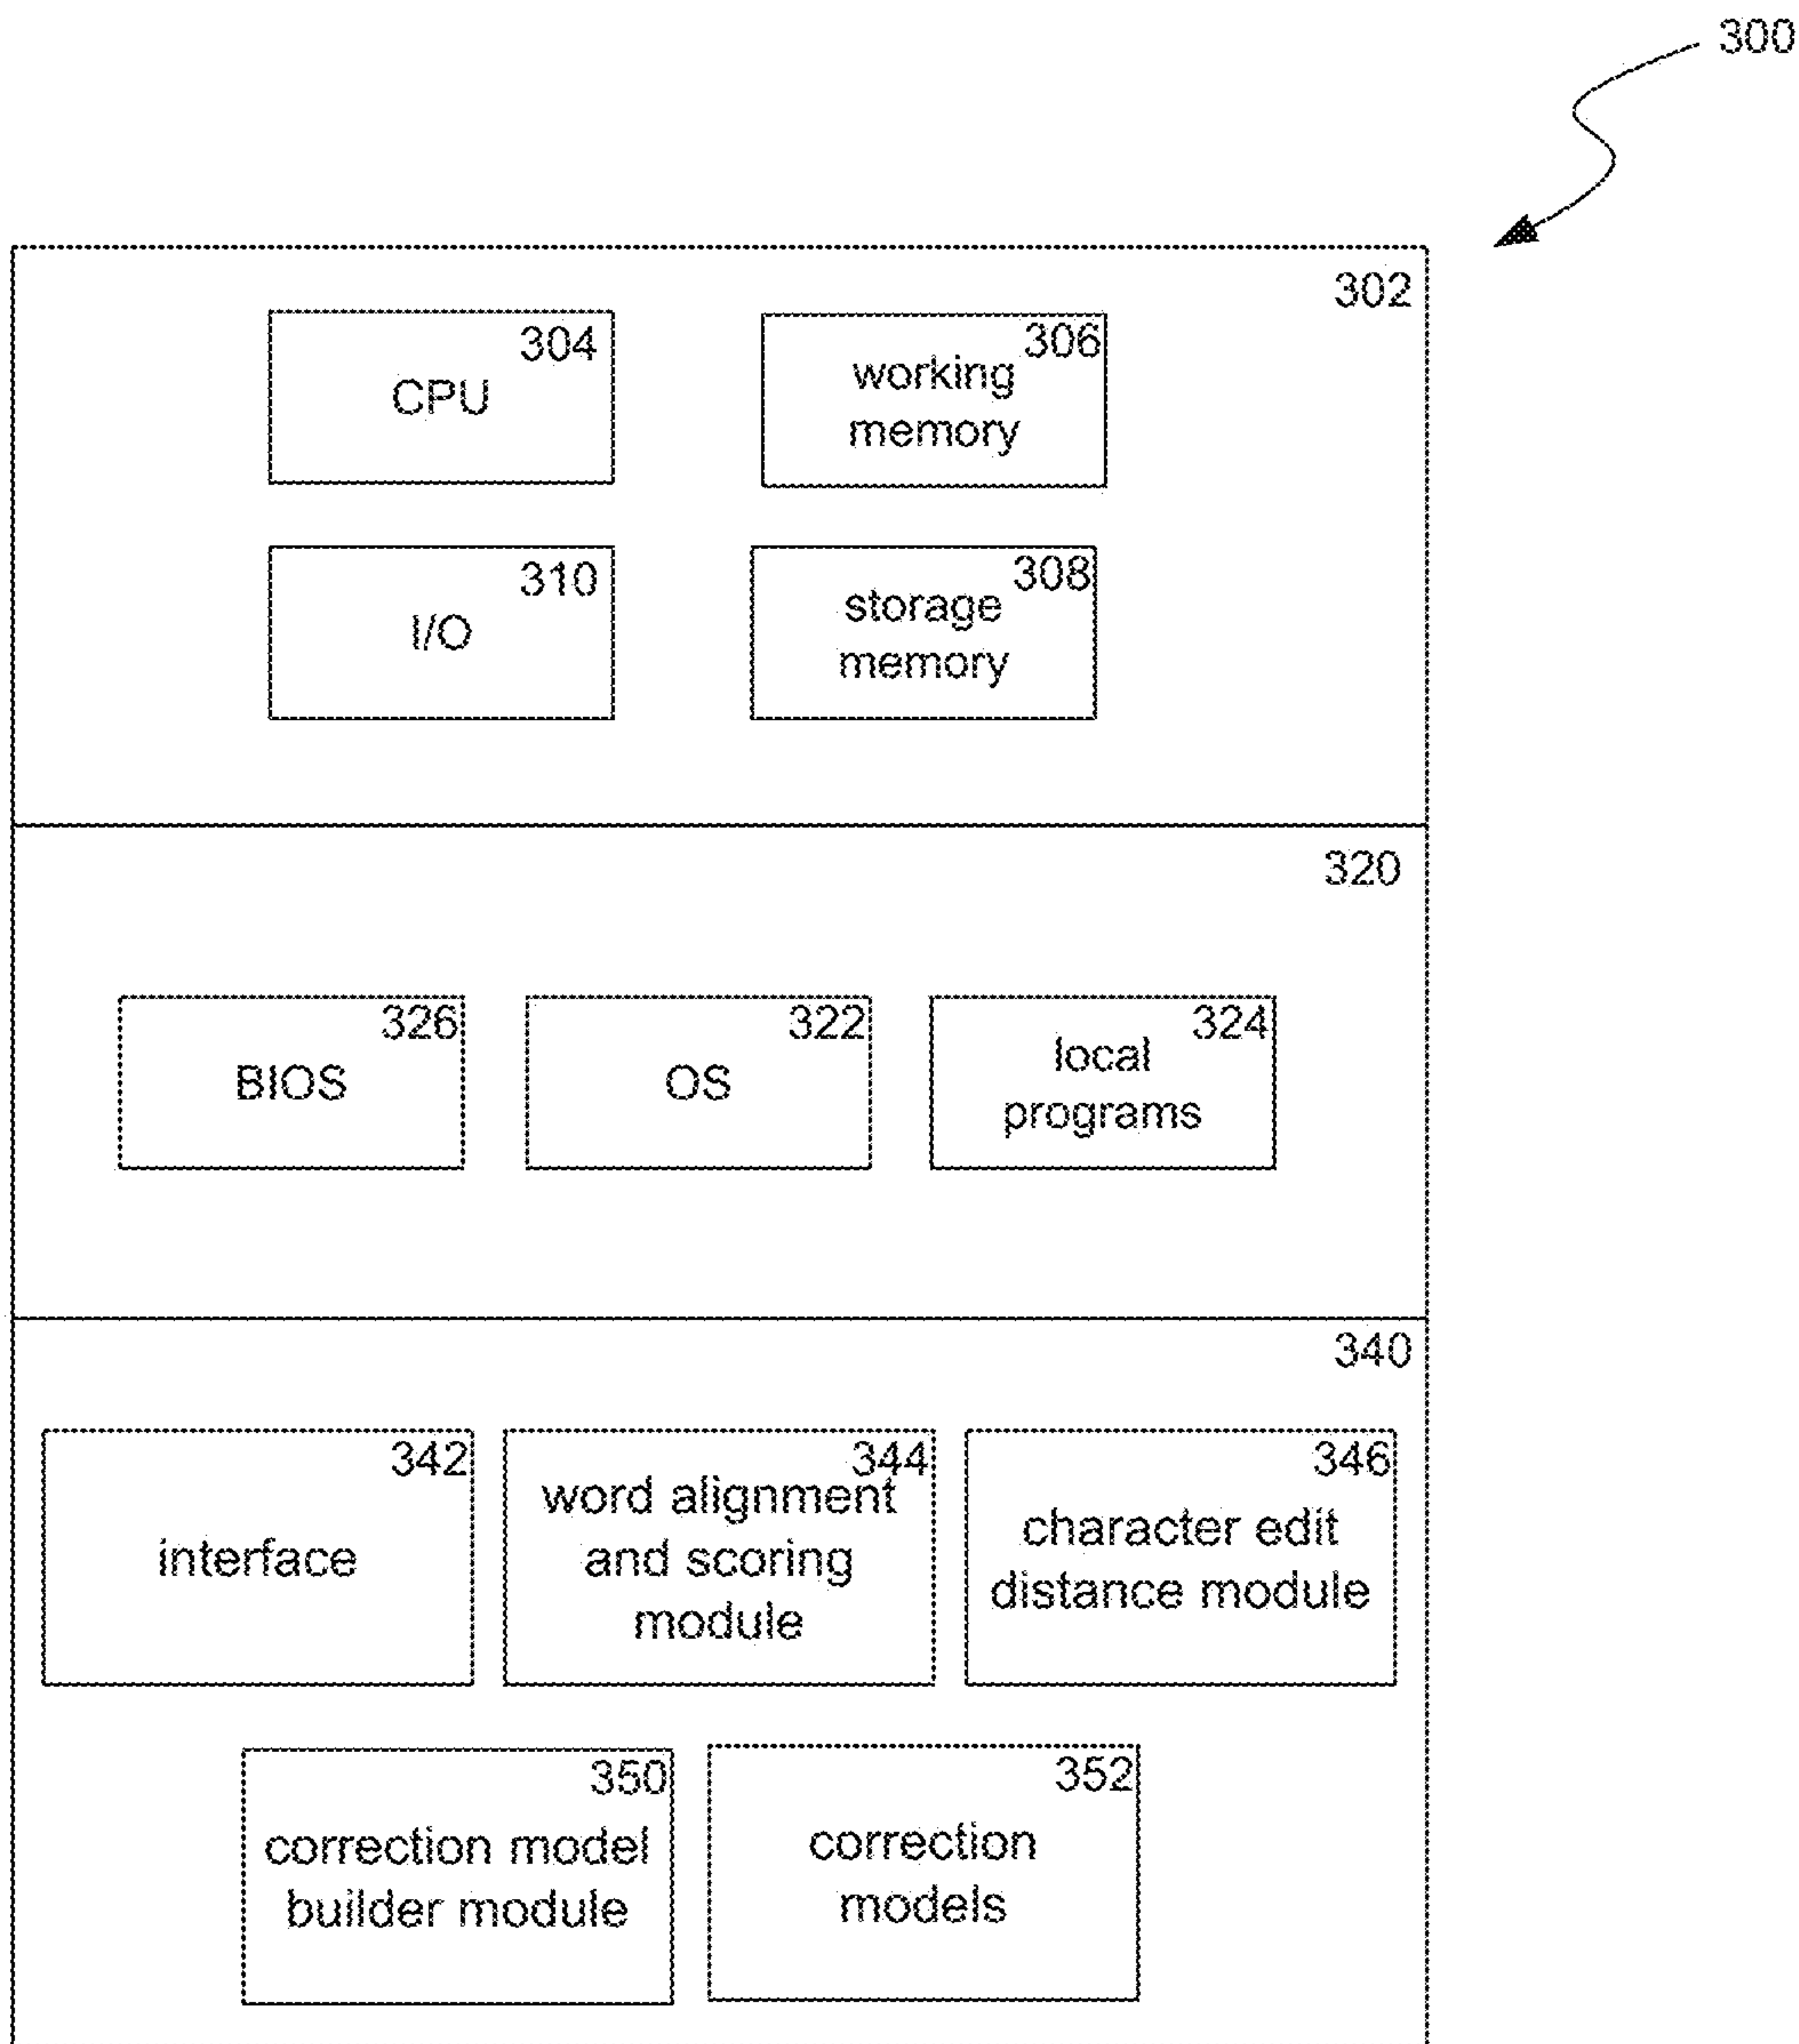 300
302
304
CPU
306
working
memory
310
I/O
308
storage
memory
320
326
BIOS
322
OS
324
local
programs
340
342
interface
344
word alignment
and scoring
module
346
character edit
distance module
350
correction model
builder module
352
correction
models